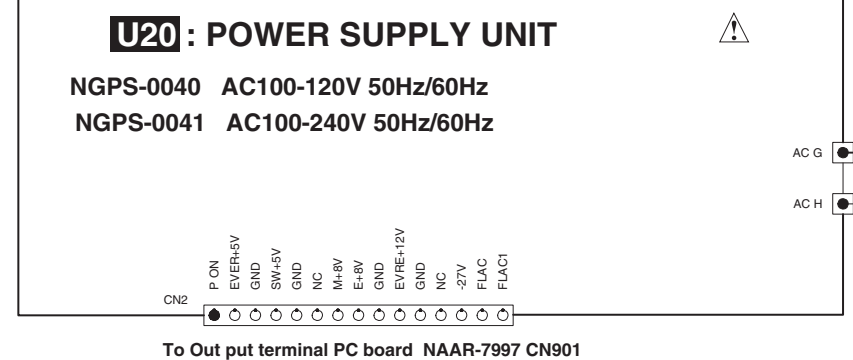 U20 : POWER SUPPLY UNIT
NGPS-0040 AC100-120V 50Hz/60Hz
NGPS-0041 AC100-240V 50Hz/60Hz
AC G
AC H
P ON
EVER+5V
GND
SW+5V
GND
NC
M+8V
E+8V
GND
EVRE+12V
GND
NC
-27V
FLAC
FLAC1
CN2
To Out put terminal PC board NAAR-7997 CN901